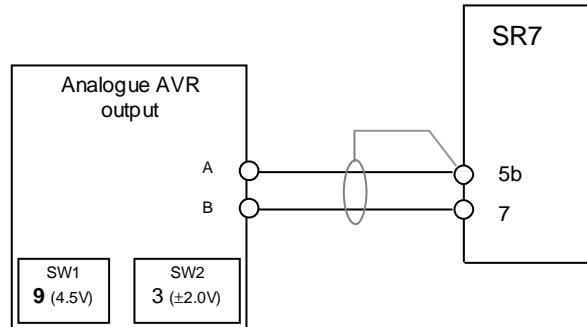 SR7
Analogue AVR
output
A
5b
B
7
SW1
9 (4.5V)
SW2
3 (±2.0V)